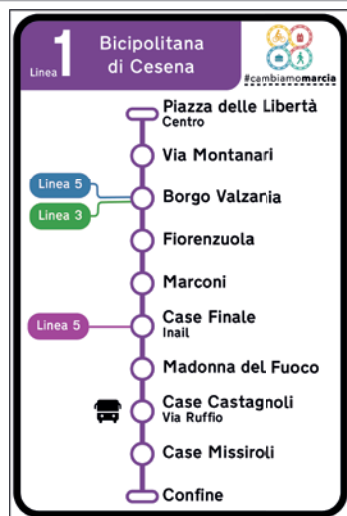 Linea 1
Bicipolitana
di Cesena
#cambiamomarcia
Piazza delle Libertà
Centro
Via Montanari
Linea 5
Linea 3
Borgo Valzania
Fiorenzuola
Marconi
Linea 5
Case Finale
Inail
Madonna del Fuoco
Case Castagnoli
Via Ruffio
Case Missiroli
Confine